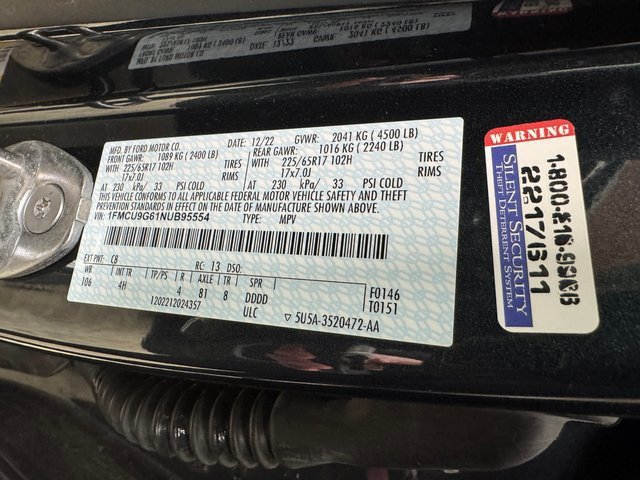 MFD. BY FORD MOTOR CO.
DATE: 12/22 GVWR: 2041 KG ( 4500 LB)
FRONT GAWR: 1089 KG ( 2400 LB)
REAR GAWR: 1016 KG ( 2240 LB)
WITH 225/65R17 102H TIRES
WITH 225/65R17 102H TIRES
17x7.0J RIMS
17x7.0J RIMS
AT 230 kPa/ 33 PSI COLD
AT 230 kPa/ 33 PSI COLD
THIS VEHICLE CONFORMS TO ALL APPLICABLE FEDERAL MOTOR VEHICLE SAFETY AND THEFT PREVENTION STANDARDS IN EFFECT ON THE DATE OF MANUFACTURE SHOWN ABOVE.
VIN: 1FMCU9G61NUB95554
TYPE: MPV
EXT PNT: C8 RC: 13 DSO:
WB INT TR TP/PS R AXLE TR SPR
106 4H 4 81 8 DDDD
F0146
T0151
1202212024357 ULC
5U5A-3520472-AA
WARNING
SILENT SECURITY
THEFT DETERRENT SYSTEM
2217611